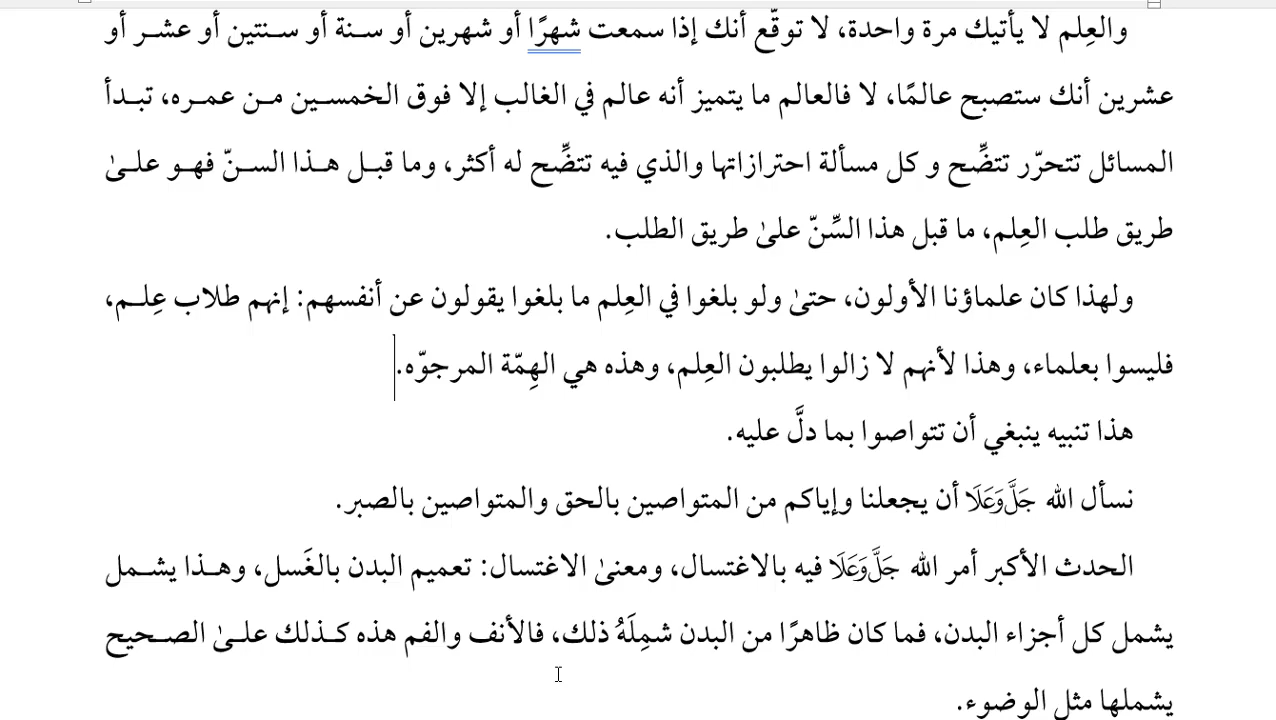 والعِلم لا يأتيك مرة واحدة، لا توقّع أنك إذا سمعت شهرًا أو شهرين أو سنة أو سنتين أو عشر أو
عشرين أنك ستصبح عالمًا، لا فالعالم ما يتميز أنه عالم في الغالب إلا فوق الخمسين من عمره، تبدأ
المسائل تتحرّر تتضِّح و كل مسألة احترازاتها والذي فيه تتضِّح له أكثر، وما قبل هذا السنّ فهو علىٰ
طريق طلب العِلم، ما قبل هذا السِّنّ علىٰ طريق الطلب.
ولهذا كان علماؤنا الأولون، حتىٰ ولو بلغوا في العِلم ما بلغوا يقولون عن أنفسهم: إنهم طلاب عِلم،
فليسوا بعلماء، وهذا لأنهم لا زالوا يطلبون العِلم، وهذه هي الهِمّة المرجوّه.
هذا تنبيه ينبغي أن تتواصوا بما دلَّ عليه.
نسأل الله جَلَّوَعَلَا أن يجعلنا وإياكم من المتواصين بالحق والمتواصين بالصبر.
الحدث الأكبر أمر الله جَلَّوَعَلَا فيه بالاغتسال، ومعنىٰ الاغتسال: تعميم البدن بالغَسل، وهذا يشمل
يشمل كل أجزاء البدن، فما كان ظاهرًا من البدن شمِلَهُ ذلك، فالأنف والفم هذه كذلك علىٰ الصحيح
يشملها مثل الوضوء.